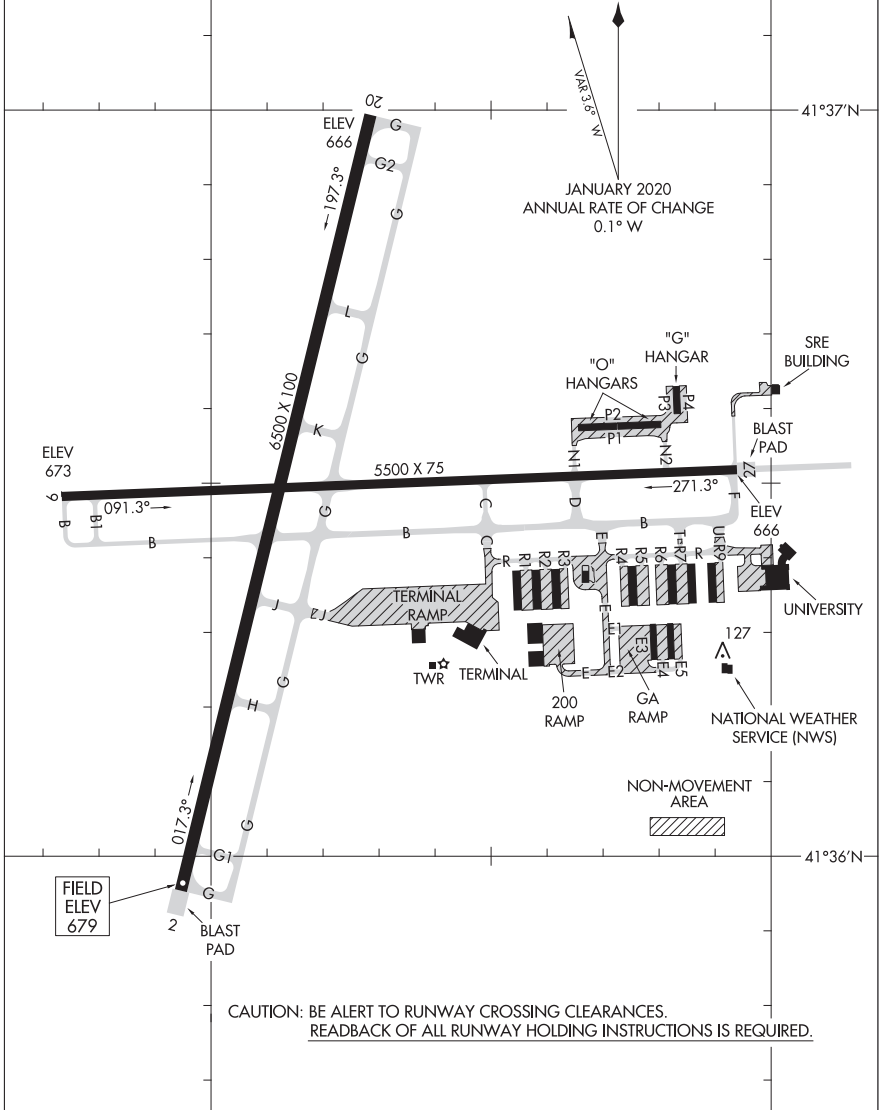 20
ELEV
666
G
G2
197.3°
G
VAR 3.6° W
41°37'N
JANUARY 2020
ANNUAL RATE OF CHANGE
0.1° W
L
G
"G"
HANGAR
"O"
HANGARS
SRE
BUILDING
P3
P4
P2
P1
6500 X 100
K
N1
N2
BLAST
PAD
ELEV
673
5500 X 75
27
9
091.3°
271.3°
ELEV
666
B
B1
B
G
B
C
D
E
B
F
C
R
R1
R2
R3
R4
R5
R6
T
R7
R
U
R9
UNIVERSITY
TERMINAL
RAMP
J
J2
E
E1
E3
E
E2
E4
E5
127
TWR
TERMINAL
200
RAMP
GA
RAMP
NATIONAL WEATHER
SERVICE (NWS)
G
H
NON-MOVEMENT
AREA
017.3°
G
G1
41°36'N
G
FIELD
ELEV
679
2
BLAST
PAD
CAUTION: BE ALERT TO RUNWAY CROSSING CLEARANCES.
READBACK OF ALL RUNWAY HOLDING INSTRUCTIONS IS REQUIRED.